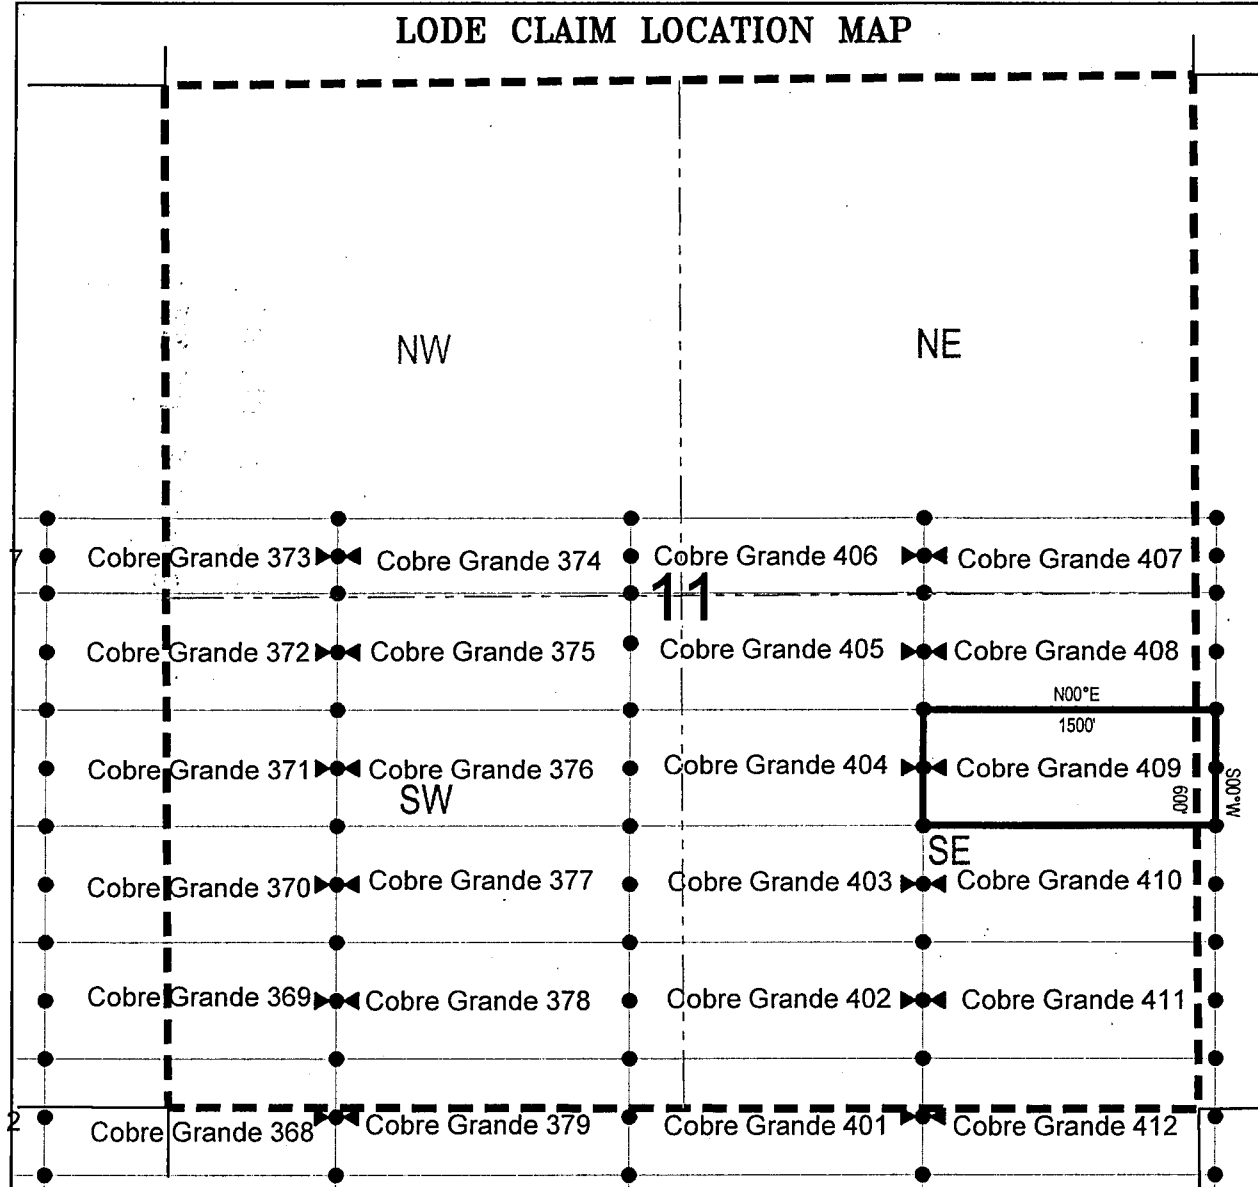 LODE CLAIM LOCATION MAP
NW
NE
7
Cobre Grande 373
Cobre Grande 374
Cobre Grande 406
Cobre Grande 407
11
Cobre Grande 372
Cobre Grande 375
Cobre Grande 405
Cobre Grande 408
N00°E
1500'
Cobre Grande 371
Cobre Grande 376
Cobre Grande 404
Cobre Grande 409
600'
S00°W
SW
SE
Cobre Grande 370
Cobre Grande 377
Cobre Grande 403
Cobre Grande 410
Cobre Grande 369
Cobre Grande 378
Cobre Grande 402
Cobre Grande 411
2
Cobre Grande 368
Cobre Grande 379
Cobre Grande 401
Cobre Grande 412